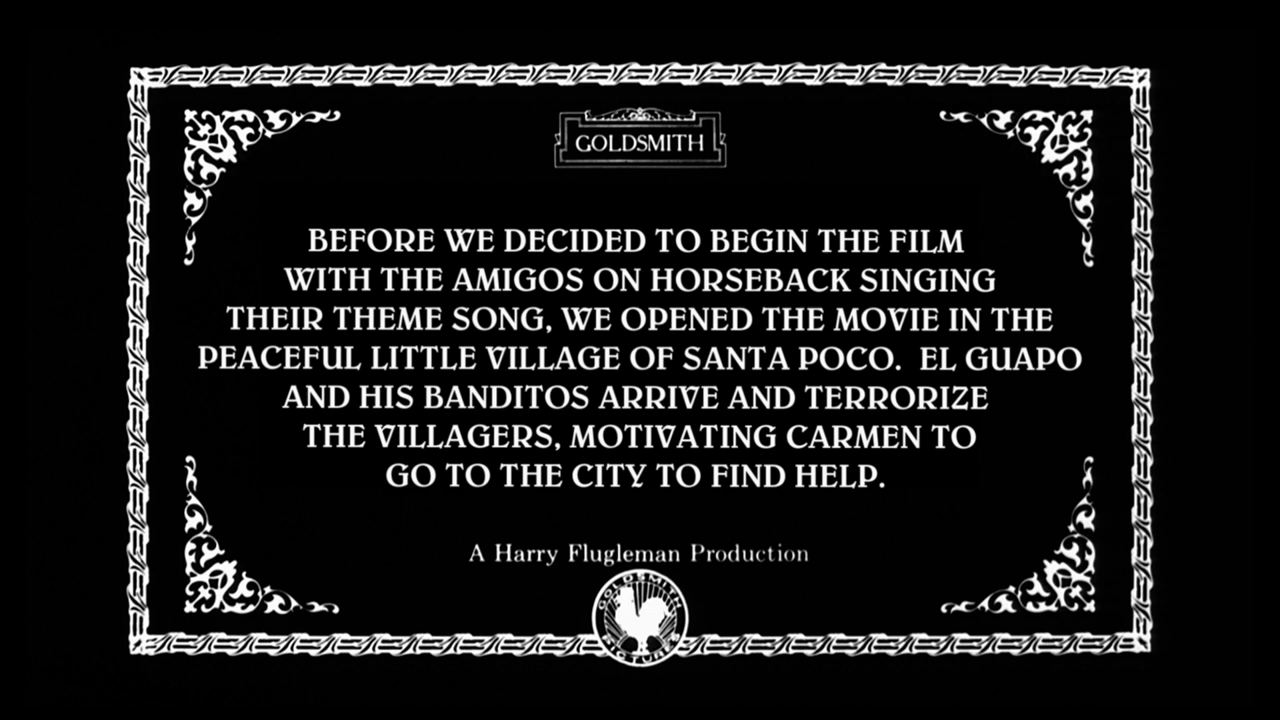 GOLDSMITH
BEFORE WE DECIDED TO BEGIN THE FILM
WITH THE AMIGOS ON HORSEBACK SINGING
THEIR THEME SONG, WE OPENED THE MOVIE IN THE
PEACEFUL LITTLE VILLAGE OF SANTA POCO. EL GUAPO
AND HIS BANDITOS ARRIVE AND TERRORIZE
THE VILLAGERS, MOTIVATING CARMEN TO
GO TO THE CITY TO FIND HELP.
A Harry Flugleman Production
GOLDSMITH
PICTURES